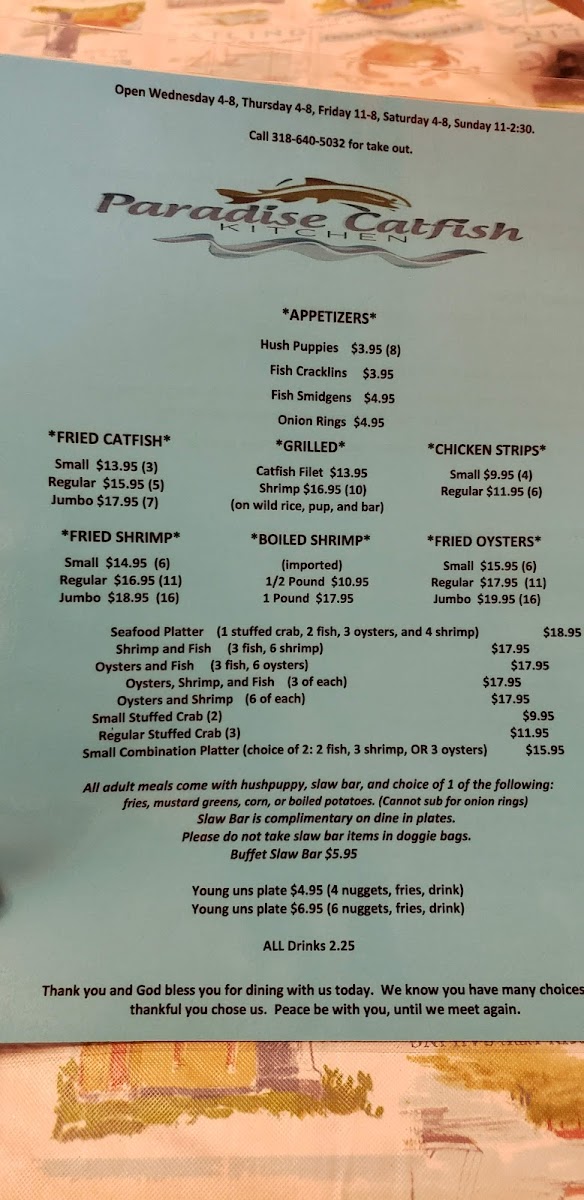 Open Wednesday 4-8, Thursday 4-8, Friday 11-8, Saturday 4-8, Sunday 11-2:30.
Call 318-640-5032 for take out.
Paradise Catfish
KITCHEN
*APPETIZERS*
Hush Puppies $3.95 (8)
Fish Cracklins $3.95
Fish Smidgens $4.95
Onion Rings $4.95
*FRIED CATFISH*
Small $13.95 (3)
Regular $15.95 (5)
Jumbo $17.95 (7)
*GRILLED*
Catfish Filet $13.95
Shrimp $16.95 (10)
(on wild rice, pup, and bar)
*CHICKEN STRIPS*
Small $9.95 (4)
Regular $11.95 (6)
*FRIED SHRIMP*
Small $14.95 (6)
Regular $16.95 (11)
Jumbo $18.95 (16)
*BOILED SHRIMP*
(imported)
1/2 Pound $10.95
1 Pound $17.95
*FRIED OYSTERS*
Small $15.95 (6)
Regular $17.95 (11)
Jumbo $19.95 (16)
Seafood Platter (1 stuffed crab, 2 fish, 3 oysters, and 4 shrimp) $18.95
Shrimp and Fish (3 fish, 6 shrimp) $17.95
Oysters and Fish (3 fish, 6 oysters) $17.95
Oysters, Shrimp, and Fish (3 of each) $17.95
Oysters and Shrimp (6 of each) $17.95
Small Stuffed Crab (2) $9.95
Regular Stuffed Crab (3) $11.95
Small Combination Platter (choice of 2: 2 fish, 3 shrimp, OR 3 oysters) $15.95
All adult meals come with hushpuppy, slaw bar, and choice of 1 of the following:
fries, mustard greens, corn, or boiled potatoes. (Cannot sub for onion rings)
Slaw Bar is complimentary on dine in plates.
Please do not take slaw bar items in doggie bags.
Buffet Slaw Bar $5.95
Young uns plate $4.95 (4 nuggets, fries, drink)
Young uns plate $6.95 (6 nuggets, fries, drink)
ALL Drinks 2.25
Thank you and God bless you for dining with us today. We know you have many choices
thankful you chose us. Peace be with you, until we meet again.